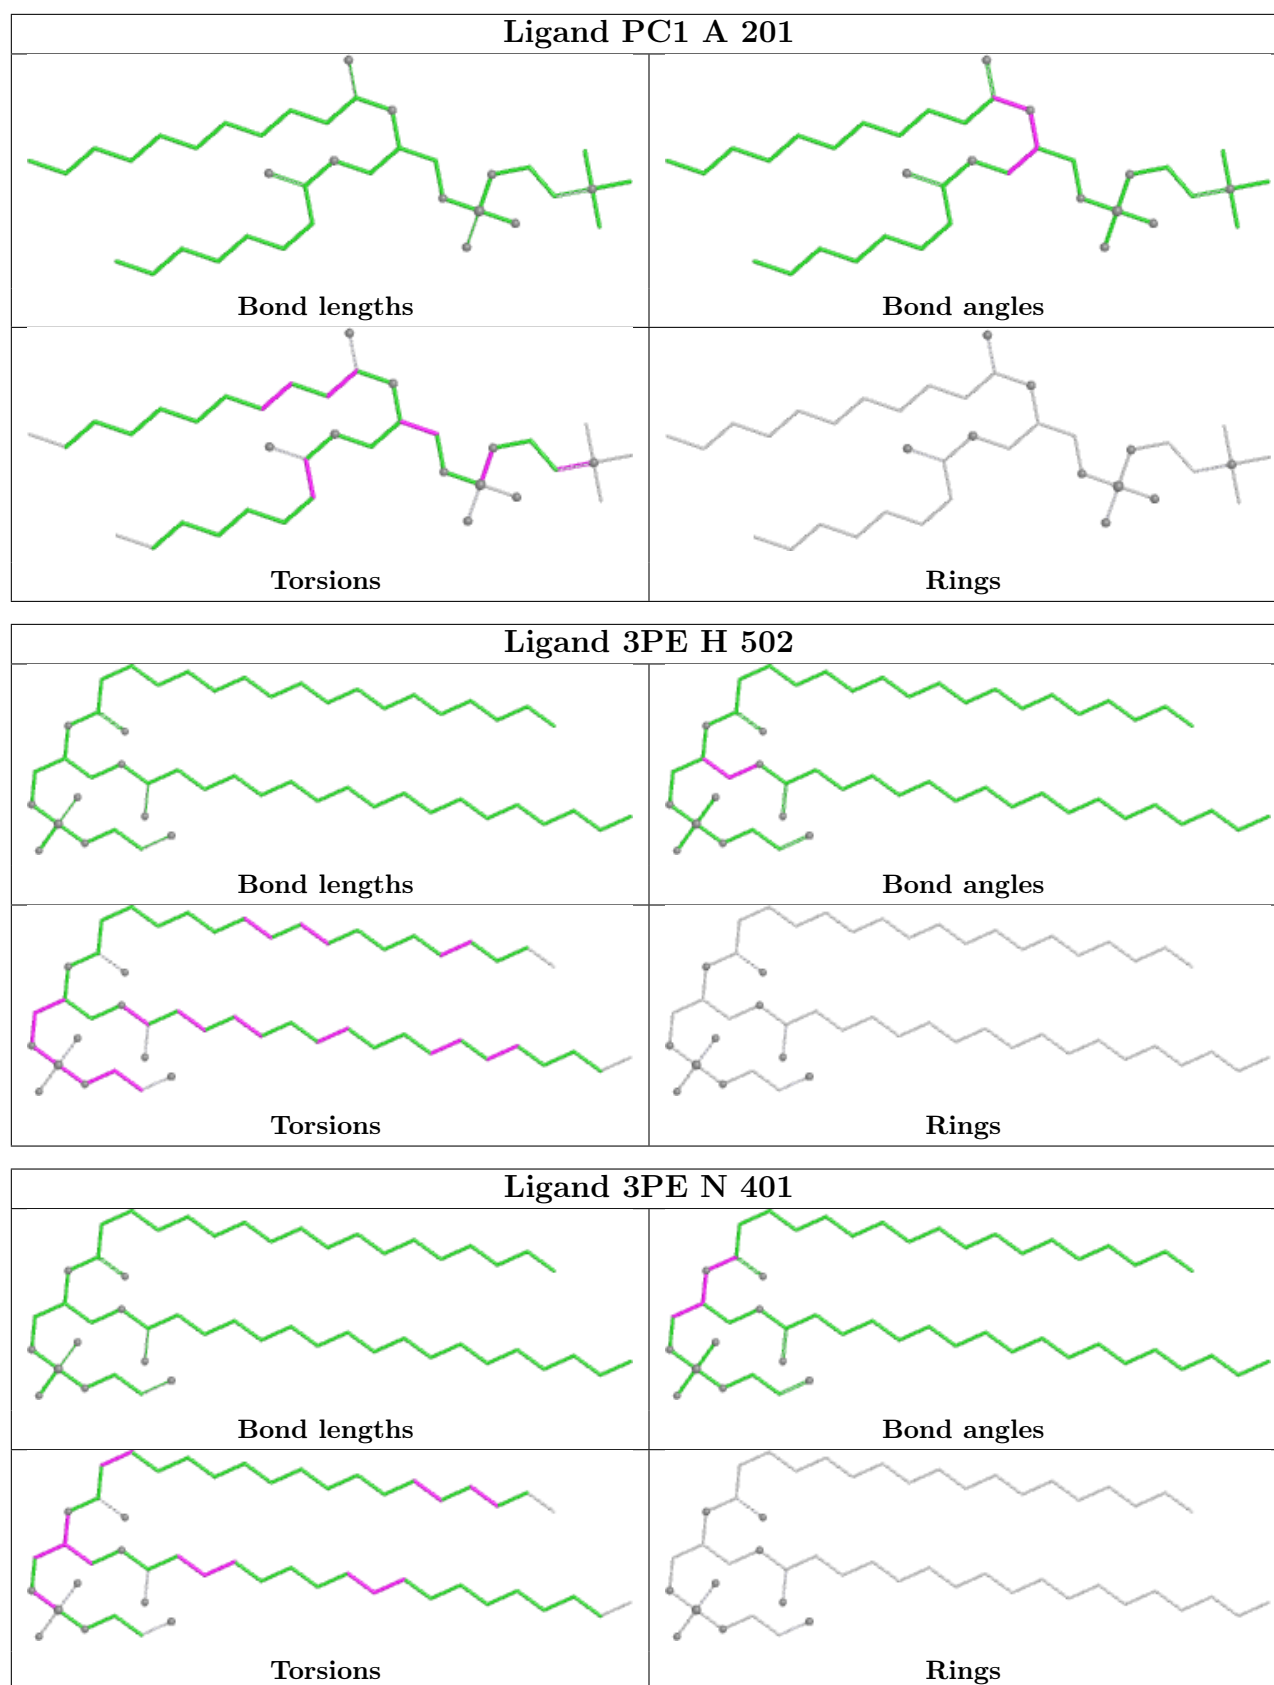 Ligand PC1 A 201
Bond lengths
Bond angles
Torsions
Rings
Ligand 3PE H 502
Bond lengths
Bond angles
Torsions
Rings
Ligand 3PE N 401
Bond lengths
Bond angles
Torsions
Rings